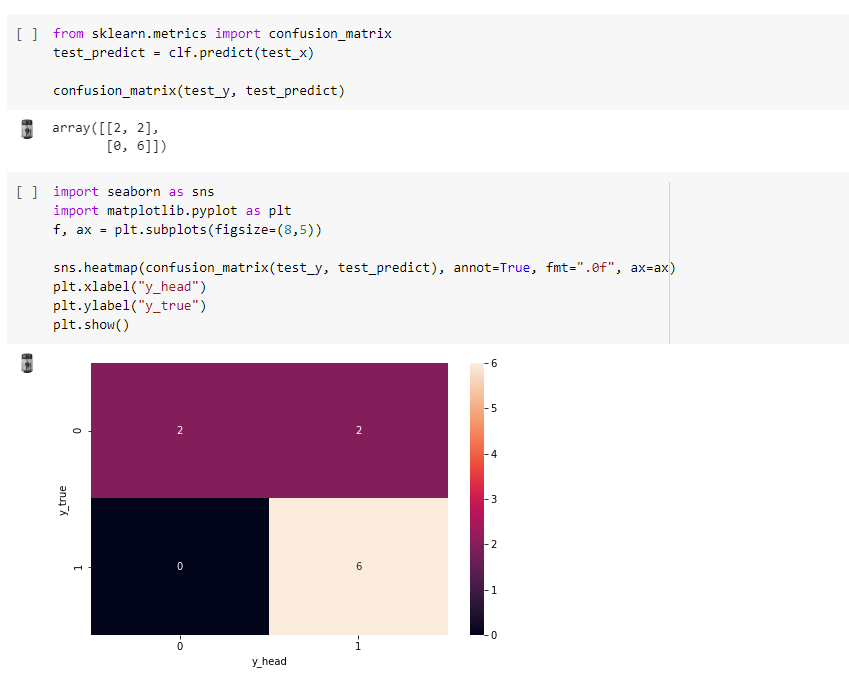 [ ] from sklearn.metrics import confusion_matrix
test_predict = clf.predict(test_x)
confusion_matrix(test_y, test_predict)
array([[2, 2],
[0, 6]])
[ ] import seaborn as sns
import matplotlib.pyplot as plt
f, ax = plt.subplots(figsize=(8,5))
sns.heatmap(confusion_matrix(test_y, test_predict), annot=True, fmt=".0f", ax=ax)
plt.xlabel("y_head")
plt.ylabel("y_true")
plt.show()
6
5
4
3
2
1
0
0
2
2
y_true
1
0
6
0
1
y_head